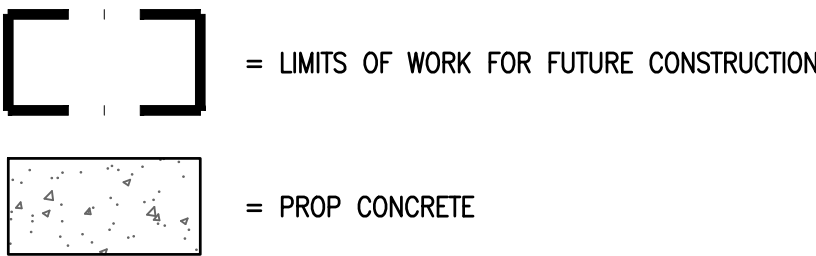 = LIMITS OF WORK FOR FUTURE CONSTRUCTION
= PROP CONCRETE